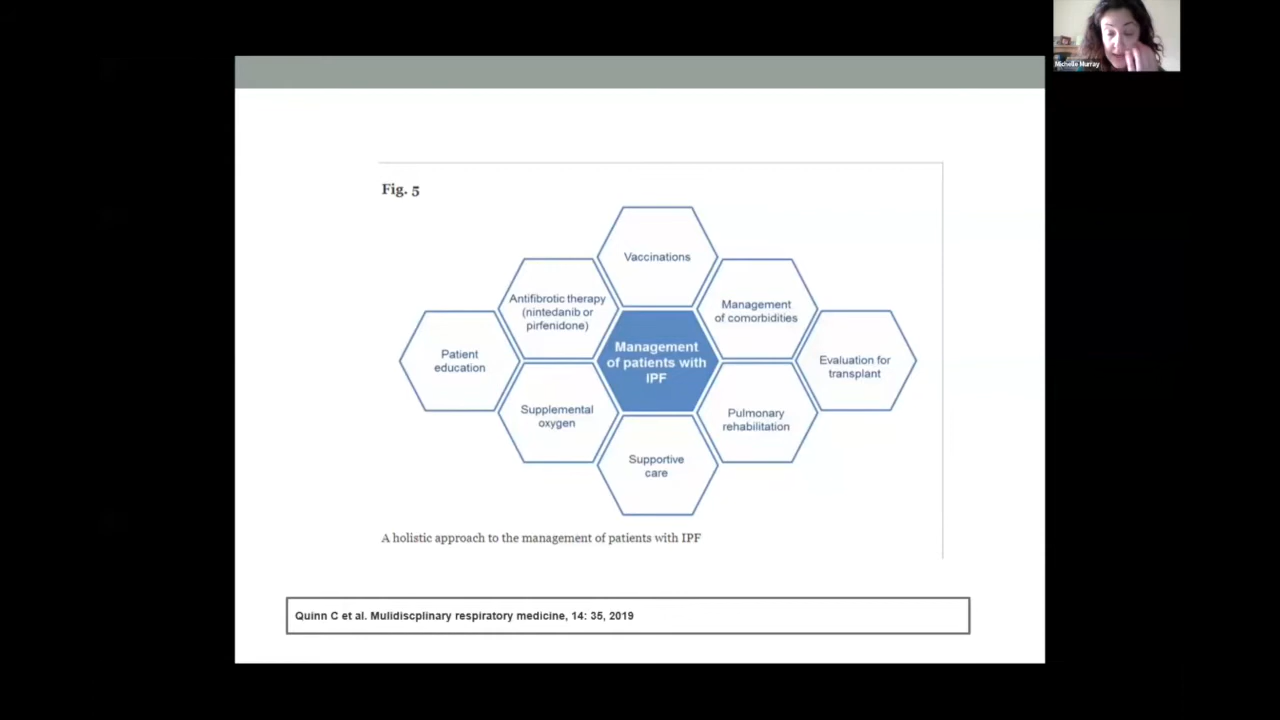 Michelle Murray
Fig. 5
Vaccinations
Antifibrotic therapy
(nintedanib or
pirfenidone)
Management
of comorbidities
Patient
education
Management
of patients with
IPF
Evaluation for
transplant
Supplemental
oxygen
Pulmonary
rehabilitation
Supportive
care
A holistic approach to the management of patients with IPF
Quinn C et al. Mulidiscplinary respiratory medicine, 14: 35, 2019